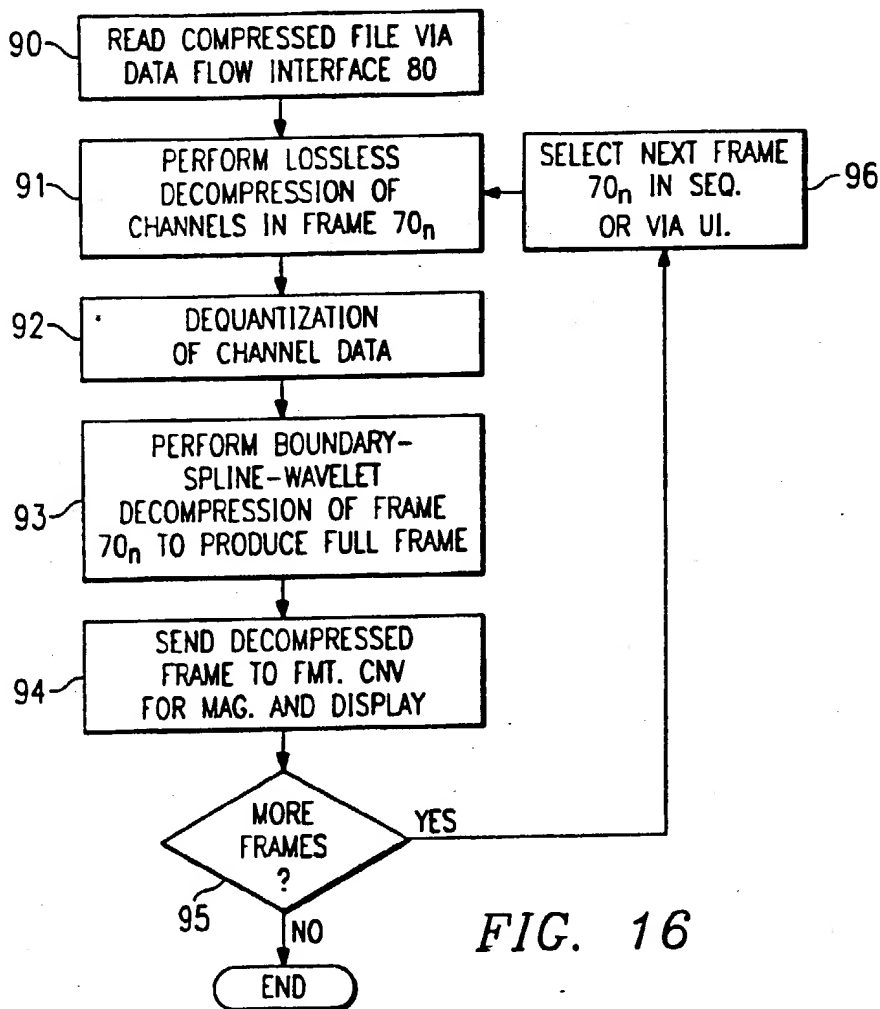 90
READ COMPRESSED FILE VIA
DATA FLOW INTERFACE 80
91
PERFORM LOSSLESS
DECOMPRESSION OF
CHANNELS IN FRAME 70n
SELECT NEXT FRAME
70n IN SEQ.
OR VIA UI.
96
92
DEQUANTIZATION
OF CHANNEL DATA
93
PERFORM BOUNDARY-
SPLINE-WAVELET
DECOMPRESSION OF FRAME
70n TO PRODUCE FULL FRAME
94
SEND DECOMPRESSED
FRAME TO FMT. CNV
FOR MAG. AND DISPLAY
MORE
FRAMES
?
YES
95
NO
END
FIG. 16